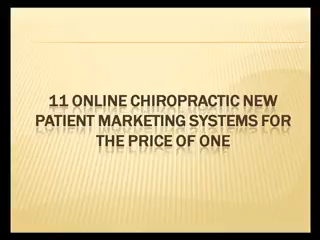 11 ONLINE CHIROPRACTIC NEW
PATIENT MARKETING SYSTEMS FOR
THE PRICE OF ONE